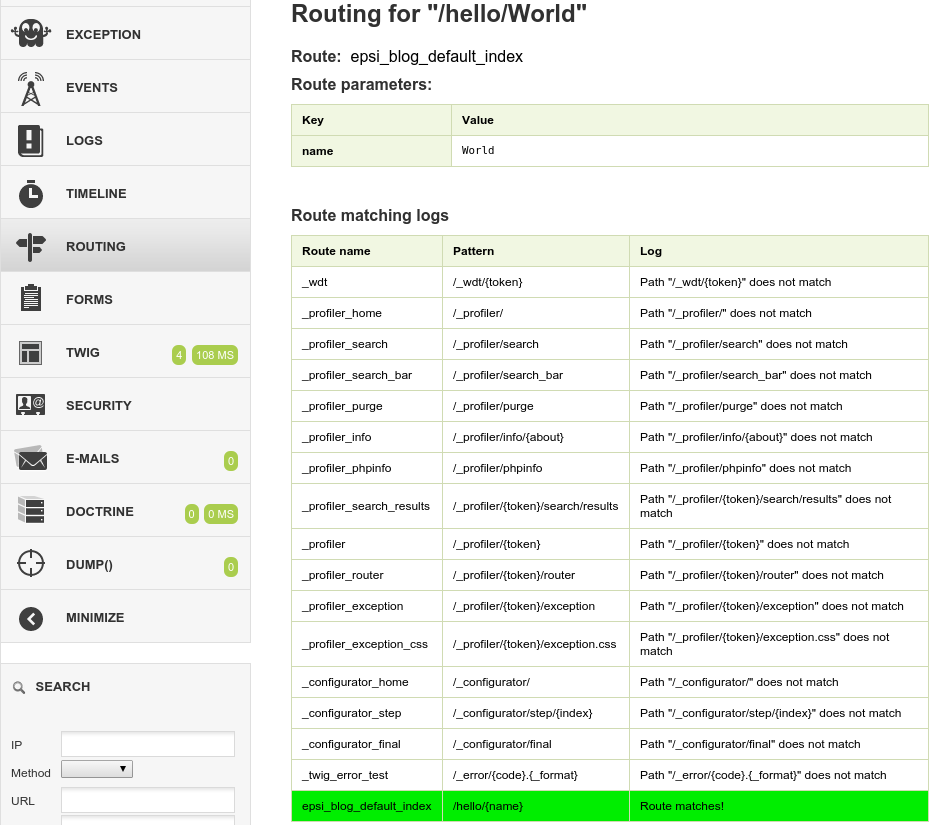 EXCEPTION
EVENTS
LOGS
TIMELINE
ROUTING
FORMS
TWIG 4 108 MS
SECURITY
E-MAILS 0
DOCTRINE 0 0 MS
DUMP() 0
MINIMIZE
SEARCH
IP
Method
URL
Routing for "/hello/World"
Route: epsi_blog_default_index
Route parameters:
Key Value
name World
Route matching logs
Route name Pattern Log
_wdt /_wdt/{token} Path "/_wdt/{token}" does not match
_profiler_home /_profiler/ Path "/_profiler/" does not match
_profiler_search /_profiler/search Path "/_profiler/search" does not match
_profiler_search_bar /_profiler/search_bar Path "/_profiler/search_bar" does not match
_profiler_purge /_profiler/purge Path "/_profiler/purge" does not match
_profiler_info /_profiler/info/{about} Path "/_profiler/info/{about}" does not match
_profiler_phpinfo /_profiler/phpinfo Path "/_profiler/phpinfo" does not match
_profiler_search_results /_profiler/{token}/search/results Path "/_profiler/{token}/search/results" does not
match
_profiler /_profiler/{token} Path "/_profiler/{token}" does not match
_profiler_router /_profiler/{token}/router Path "/_profiler/{token}/router" does not match
_profiler_exception /_profiler/{token}/exception Path "/_profiler/{token}/exception" does not match
_profiler_exception_css /_profiler/{token}/exception.css Path "/_profiler/{token}/exception.css" does not
match
_configurator_home /_configurator/ Path "/_configurator/" does not match
_configurator_step /_configurator/step/{index} Path "/_configurator/step/{index}" does not match
_configurator_final /_configurator/final Path "/_configurator/final" does not match
_twig_error_test /_error/{code}.{_format} Path "/_error/{code}.{_format}" does not match
epsi_blog_default_index /hello/{name} Route matches!